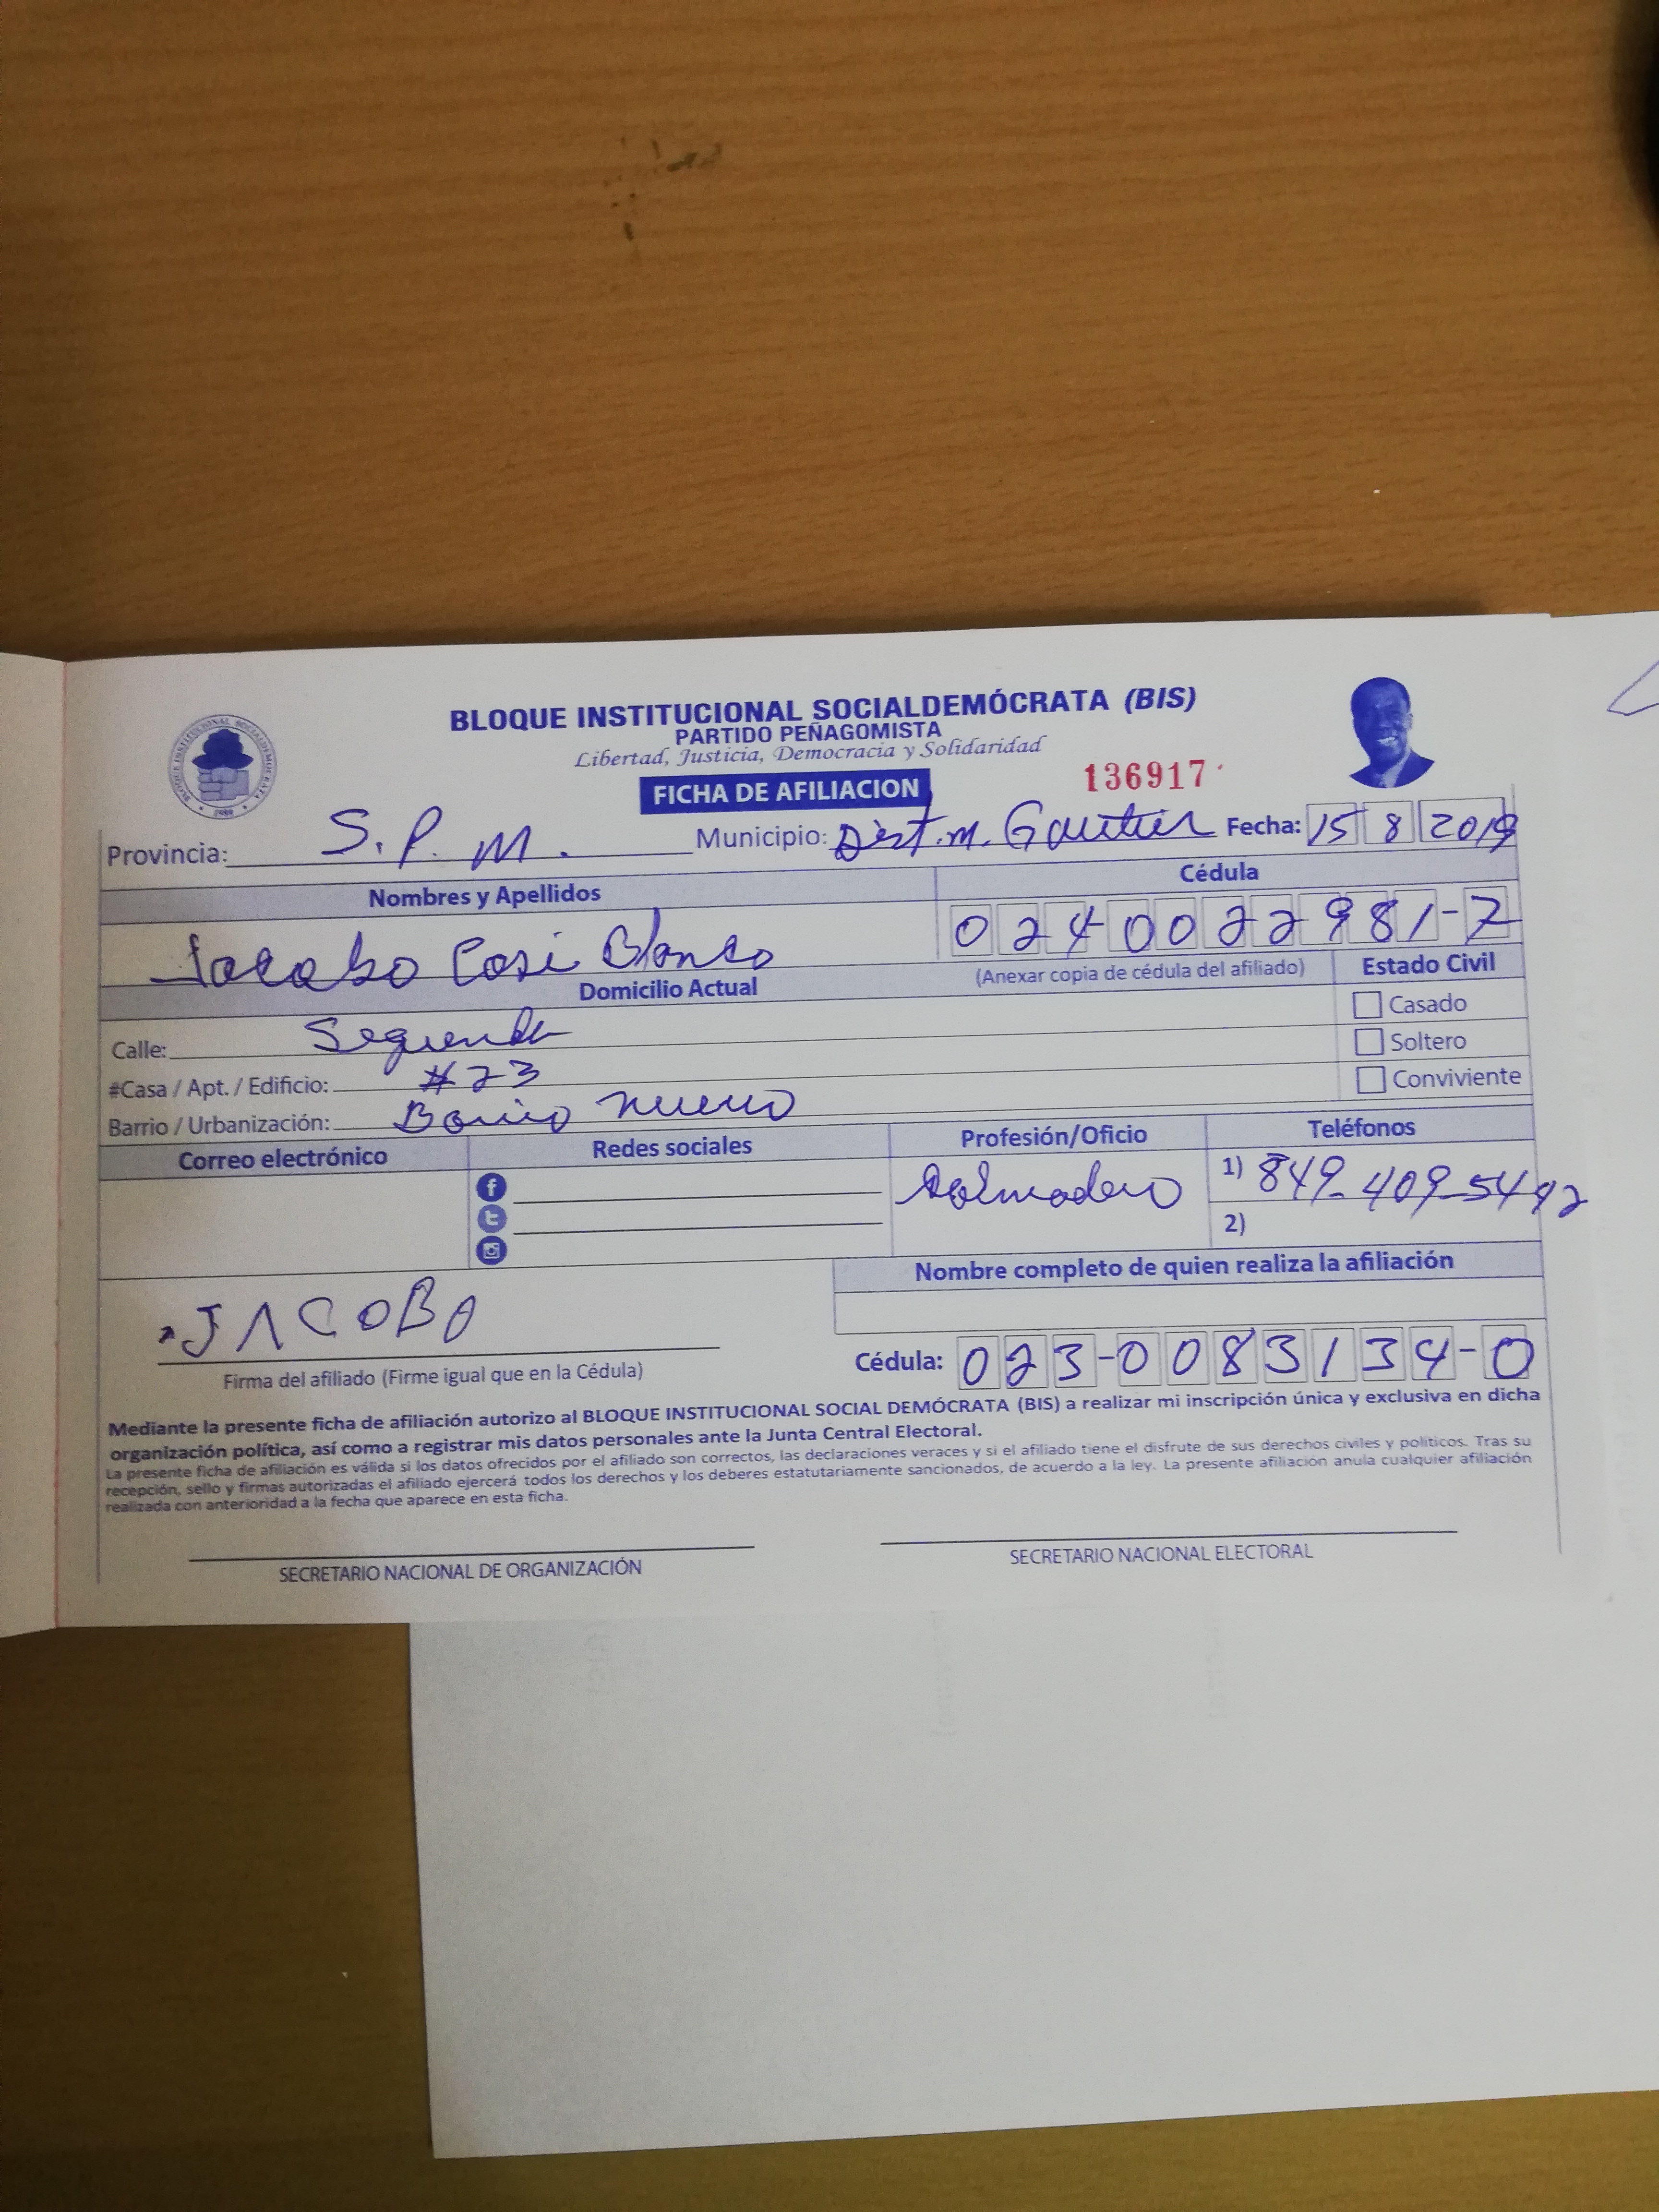 BLOQUE INSTITUCIONAL SOCIALDEMÓCRATA (BIS)
PARTIDO PEÑAGOMISTA
Libertad, Justicia, Democracia y Solidaridad
FICHA DE AFILIACION
136917
BLOQUE INSTITUCIONAL SOCIALDEMOCRATA
1989
Provincia: S.P.M. Municipio: Dist.m. Gautier Fecha: 15 8 2019
Nombres y Apellidos Cédula
Jacobo Cosi Blanco 0240022981-7
(Anexar copia de cédula del afiliado) Estado Civil
Domicilio Actual
Calle: Segunda Casado
#Casa / Apt. / Edificio: #23 Soltero
Barrio / Urbanización: Barrio nuevo Conviviente
Correo electrónico Redes sociales Profesión/Oficio Teléfonos
1) 849-409-5492
2)
Nombre completo de quien realiza la afiliación
JACOBO
Firma del afiliado (Firme igual que en la Cédula) Cédula: 023-0083134-0
Mediante la presente ficha de afiliación autorizo al BLOQUE INSTITUCIONAL SOCIAL DEMÓCRATA (BIS) a realizar mi inscripción única y exclusiva en dicha
organización política, así como a registrar mis datos personales ante la Junta Central Electoral.
La presente ficha de afiliación es válida si los datos ofrecidos por el afiliado son correctos, las declaraciones veraces y si el afiliado tiene el disfrute de sus derechos civiles y políticos. Tras su
recepción, sello y firmas autorizadas el afiliado ejercerá todos los derechos y los deberes estatutariamente sancionados, de acuerdo a la ley. La presente afiliación anula cualquier afiliación
realizada con anterioridad a la fecha que aparece en esta ficha.
SECRETARIO NACIONAL DE ORGANIZACIÓN SECRETARIO NACIONAL ELECTORAL